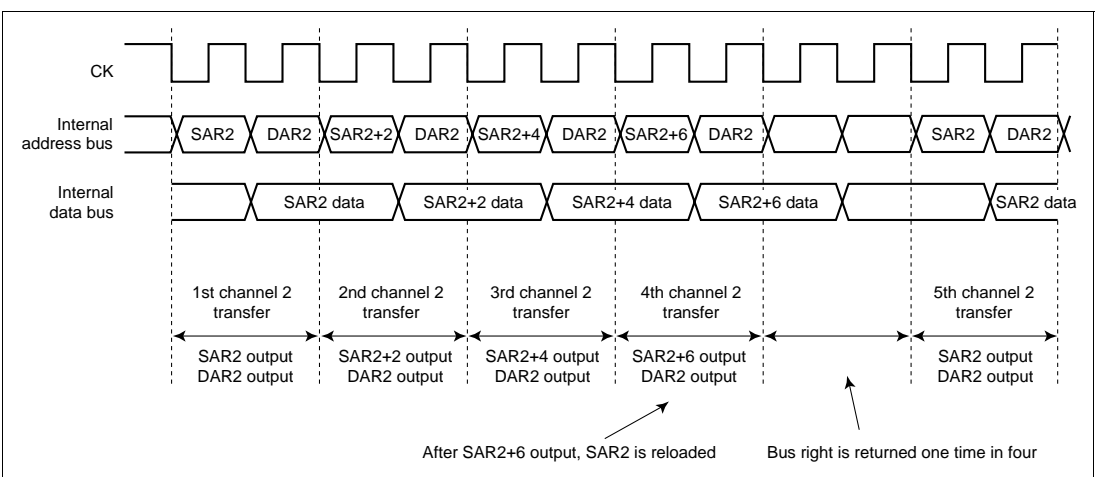 CK
Internal
address bus
SAR2 DAR2 SAR2+2 DAR2 SAR2+4 DAR2 SAR2+6 DAR2 SAR2 DAR2
Internal
data bus
SAR2 data SAR2+2 data SAR2+4 data SAR2+6 data SAR2 data
1st channel 2
transfer
2nd channel 2
transfer
3rd channel 2
transfer
4th channel 2
transfer
5th channel 2
transfer
SAR2 output
DAR2 output
SAR2+2 output
DAR2 output
SAR2+4 output
DAR2 output
SAR2+6 output
DAR2 output
SAR2 output
DAR2 output
After SAR2+6 output, SAR2 is reloaded
Bus right is returned one time in four